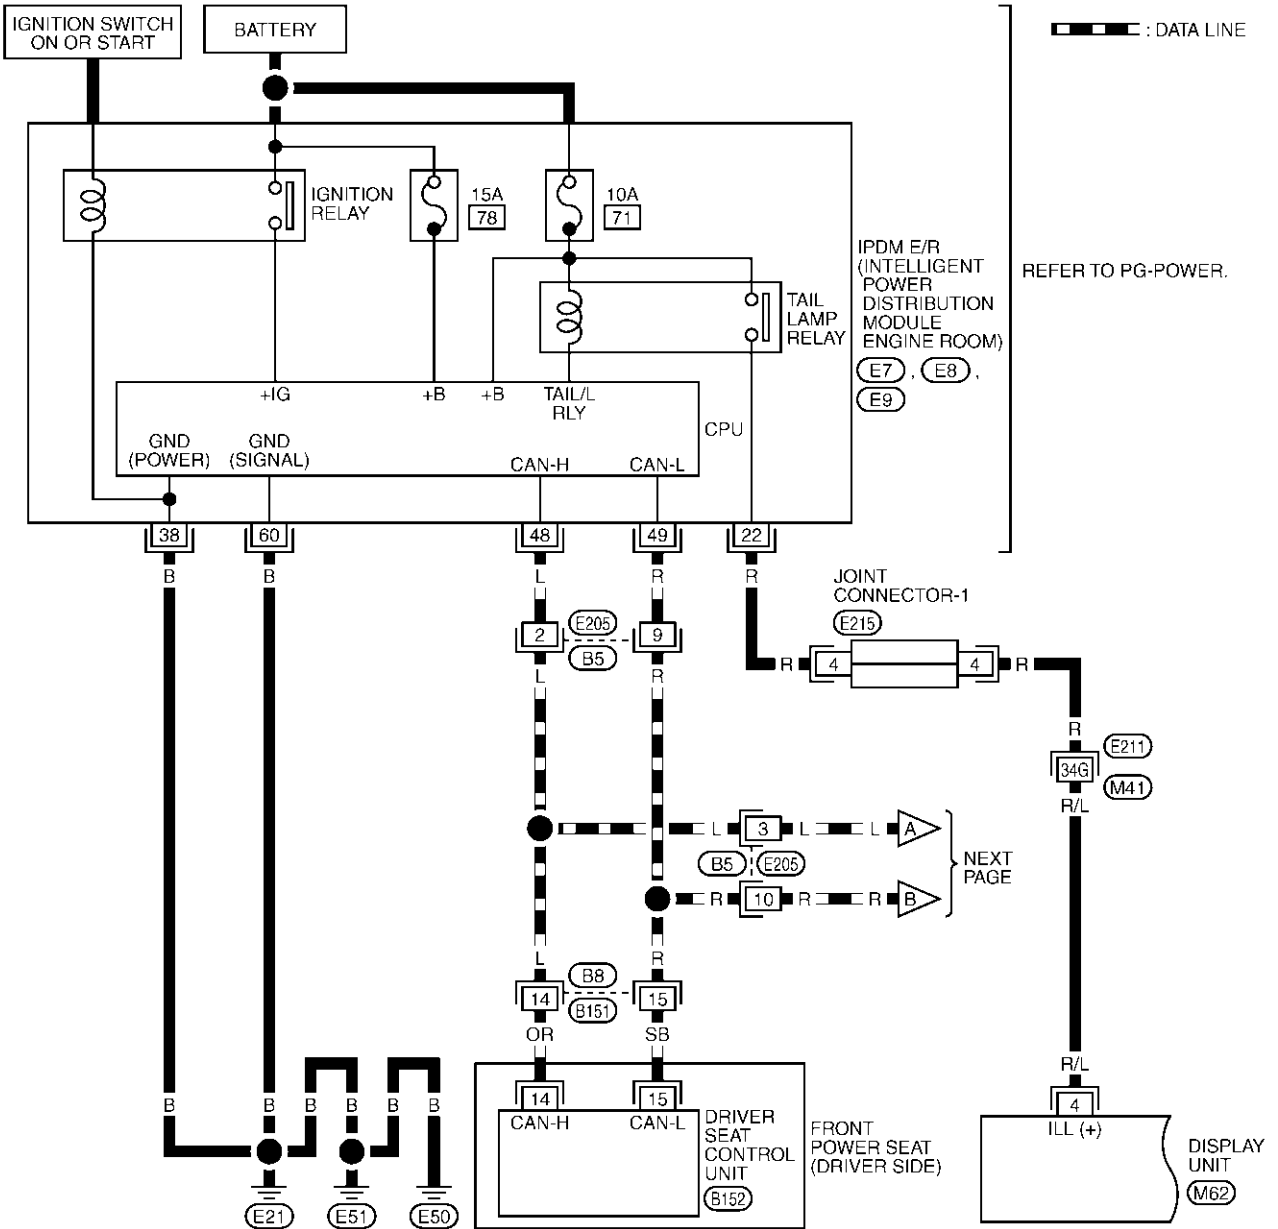 IGNITION SWITCH
ON OR START
BATTERY
: DATA LINE
IGNITION
RELAY
15A
78
10A
71
TAIL
LAMP
RELAY
IPDM E/R
(INTELLIGENT
POWER
DISTRIBUTION
MODULE
ENGINE ROOM)
E7 , E8 ,
E9
REFER TO PG-POWER.
+IG
+B
+B
TAIL/L
RLY
CPU
GND
(POWER)
GND
(SIGNAL)
CAN-H
CAN-L
38
60
48
49
22
B
B
L
R
R
JOINT
CONNECTOR-1
E215
2
E205
B5
9
R
4
4
R
L
R
R
34G
E211
M41
R/L
L
3
L
L
A
B5
E205
R
10
R
R
B
NEXT
PAGE
L
R
14
B8
B151
15
OR
SB
R/L
B
B
B
B
B
B
14
15
4
CAN-H
CAN-L
DRIVER
SEAT
CONTROL
UNIT
B152
FRONT
POWER SEAT
(DRIVER SIDE)
ILL (+)
DISPLAY
UNIT
M62
E21
E51
E50